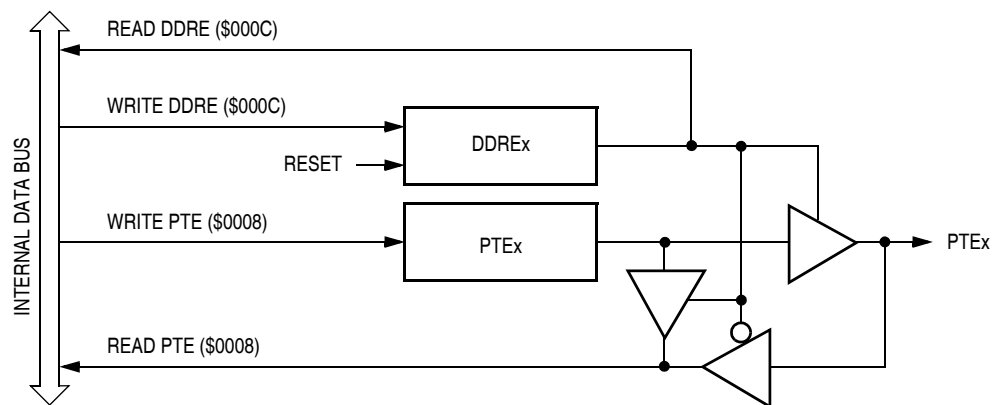 READ DDRE ($000C)
WRITE DDRE ($000C)
DDREx
RESET
WRITE PTE ($0008)
PTEx
PTEx
READ PTE ($0008)
INTERNAL DATA BUS